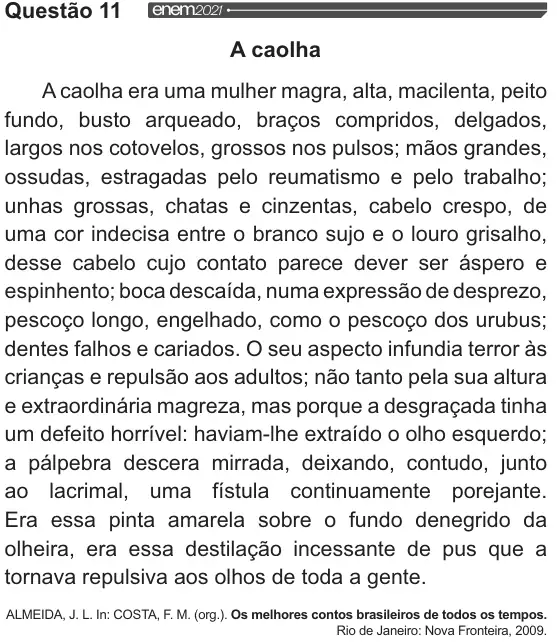 Questão 11 enem2021
A caolha
A caolha era uma mulher magra, alta, macilenta, peito
fundo, busto arqueado, braços compridos, delgados,
largos nos cotovelos, grossos nos pulsos; mãos grandes,
ossudas, estragadas pelo reumatismo e pelo trabalho;
unhas grossas, chatas e cinzentas, cabelo crespo, de
uma cor indecisa entre o branco sujo e o louro grisalho,
desse cabelo cujo contato parece dever ser áspero e
espinhento; boca descaída, numa expressão de desprezo,
pescoço longo, engelhado, como o pescoço dos urubus;
dentes falhos e cariados. O seu aspecto infundia terror às
crianças e repulsão aos adultos; não tanto pela sua altura
e extraordinária magreza, mas porque a desgraçada tinha
um defeito horrível: haviam-lhe extraído o olho esquerdo;
a pálpebra descera mirrada, deixando, contudo, junto
ao lacrimal, uma fístula continuamente porejante.
Era essa pinta amarela sobre o fundo denegrido da
olheira, era essa destilação incessante de pus que a
tornava repulsiva aos olhos de toda a gente.
ALMEIDA, J. L. In: COSTA, F. M. (org.). Os melhores contos brasileiros de todos os tempos.
Rio de Janeiro: Nova Fronteira, 2009.